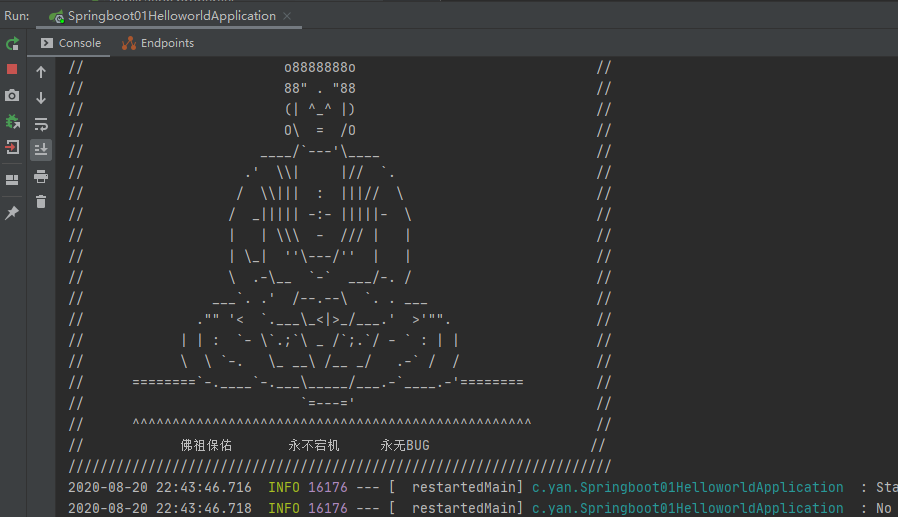 Run: Springboot01HelloworldApplication ×
Console Endpoints
//                         o8888888o                              //
//                         88" . "88                              //
//                         (| ^_^ |)                              //
//                         O\  =  /O                              //
//                      ____/`---'\____                           //
//                    .'  \\|     |//  `.                         //
//                   /  \\|||  :  |||//  \                        //
//                  /  _||||| -:- |||||-  \                       //
//                  |   | \\\  -  /// |   |                       //
//                  | \_|  ''\---/''  |   |                       //
//                  \  .-\__  `-`  ___/-. /                       //
//                ___`. .'  /--.--\  `. . ___                     //
//              ."" '<  `.___\_<|>_/___.'  >'"".                  //
//            | | :  `- \`.;`\ _ /`;.`/ - ` : | |                 //
//            \  \ `-.   \_ __\ /__ _/   .-` /  /                 //
//      ========`-.____`-.___\_____/___.-`____.-'========         //
//                           `=---='                              //
//      ^^^^^^^^^^^^^^^^^^^^^^^^^^^^^^^^^^^^^^^^^^^^^^^^^^        //
//            佛祖保佑       永不宕机     永无BUG                    //
////////////////////////////////////////////////////////////////////
2020-08-20 22:43:46.716  INFO 16176 --- [  restartedMain] c.yan.Springboot01HelloworldApplication  : Sta
2020-08-20 22:43:46.718  INFO 16176 --- [  restartedMain] c.yan.Springboot01HelloworldApplication  : No